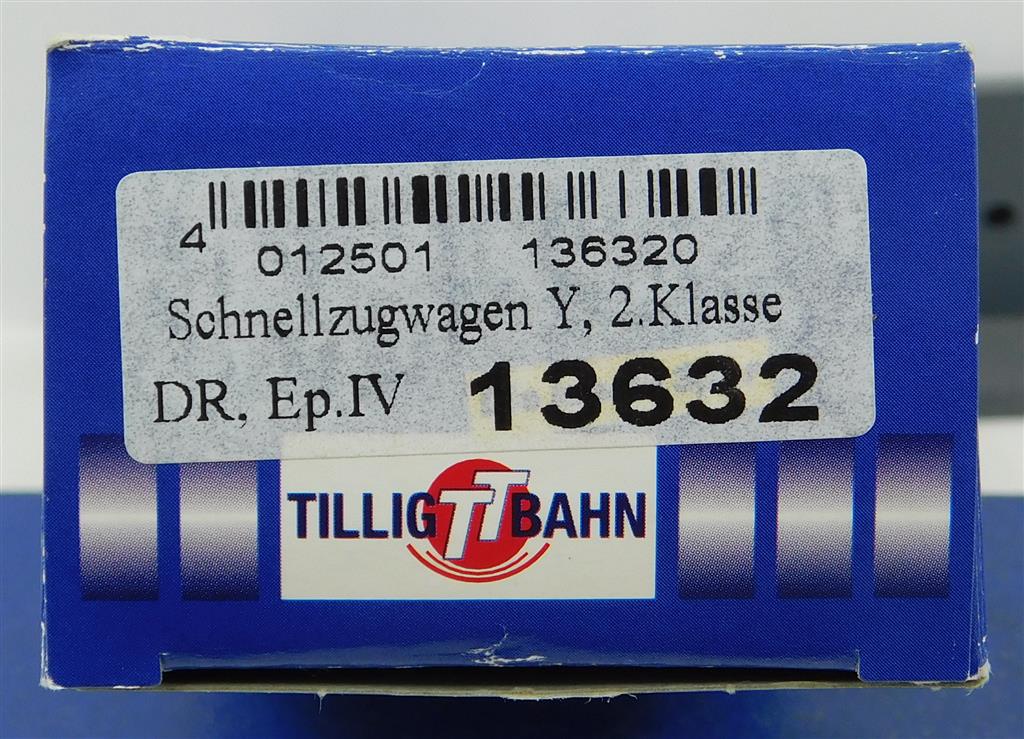 4 012501 136320
Schnellzugwagen Y, 2.Klasse
DR, Ep.IV 13632
TILLIG TT BAHN